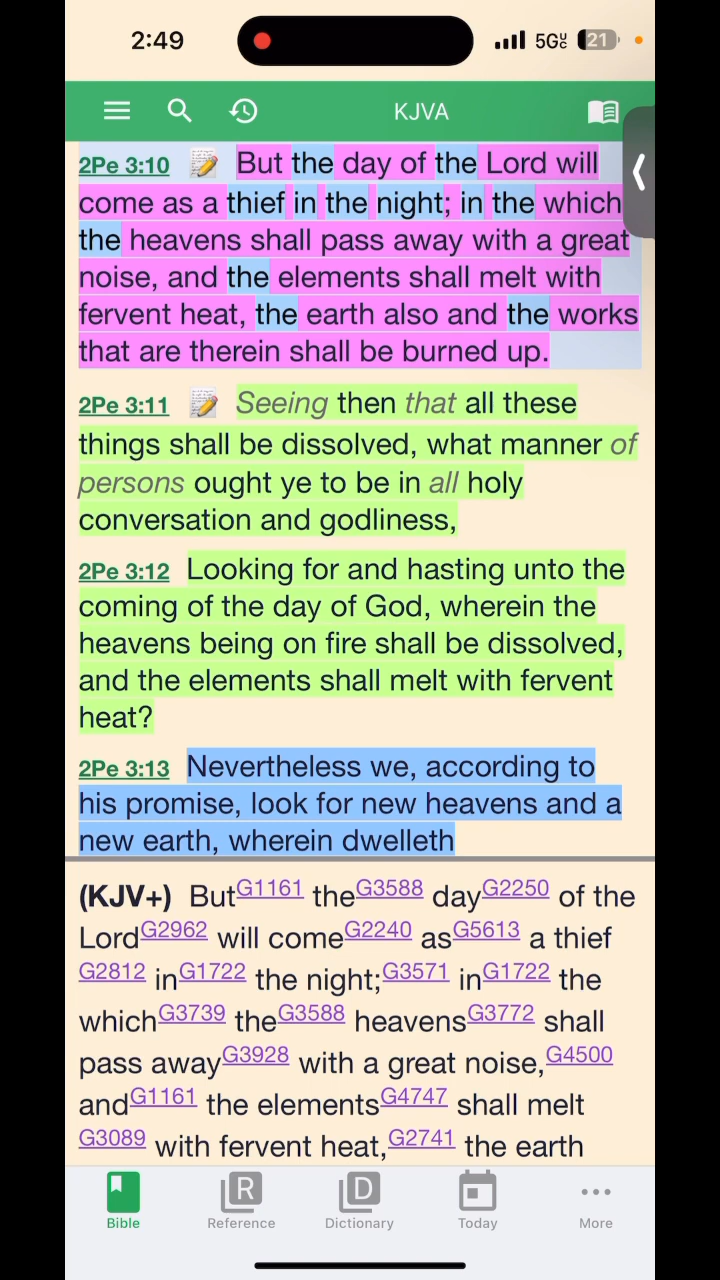 2:49 5G 21
KJVA
2Pe 3:10 But the day of the Lord will
come as a thief in the night; in the which
the heavens shall pass away with a great
noise, and the elements shall melt with
fervent heat, the earth also and the works
that are therein shall be burned up.
2Pe 3:11 Seeing then that all these
things shall be dissolved, what manner of
persons ought ye to be in all holy
conversation and godliness,
2Pe 3:12 Looking for and hasting unto the
coming of the day of God, wherein the
heavens being on fire shall be dissolved,
and the elements shall melt with fervent
heat?
2Pe 3:13 Nevertheless we, according to
his promise, look for new heavens and a
new earth, wherein dwelleth
(KJV+) ButG1161 theG3588 dayG2250 of the
LordG2962 will comeG2240 asG5613 a thief
G2812 inG1722 the night;G3571 inG1722 the
whichG3739 theG3588 heavensG3772 shall
pass awayG3928 with a great noise,G4500
andG1161 the elementsG4747 shall melt
G3089 with fervent heat,G2741 the earth
R D
Bible Reference Dictionary Today More